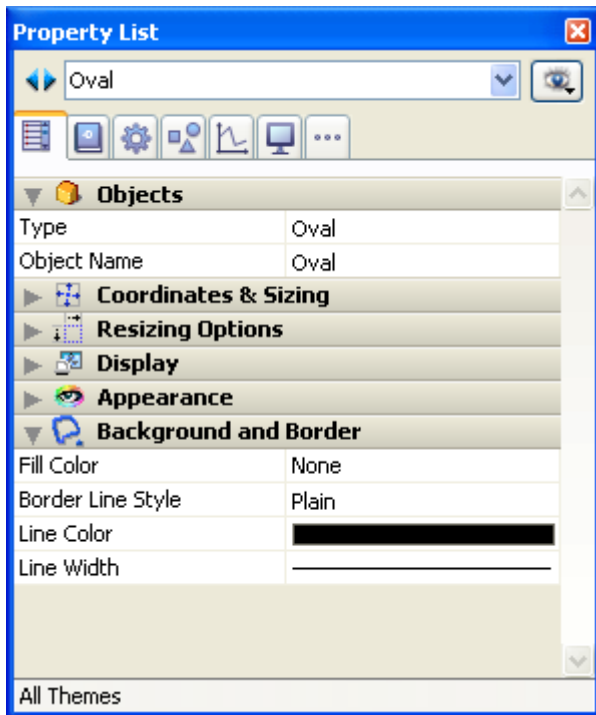 Property List
Oval
Objects
Type Oval
Object Name Oval
Coordinates & Sizing
Resizing Options
Display
Appearance
Background and Border
Fill Color None
Border Line Style Plain
Line Color
Line Width
All Themes